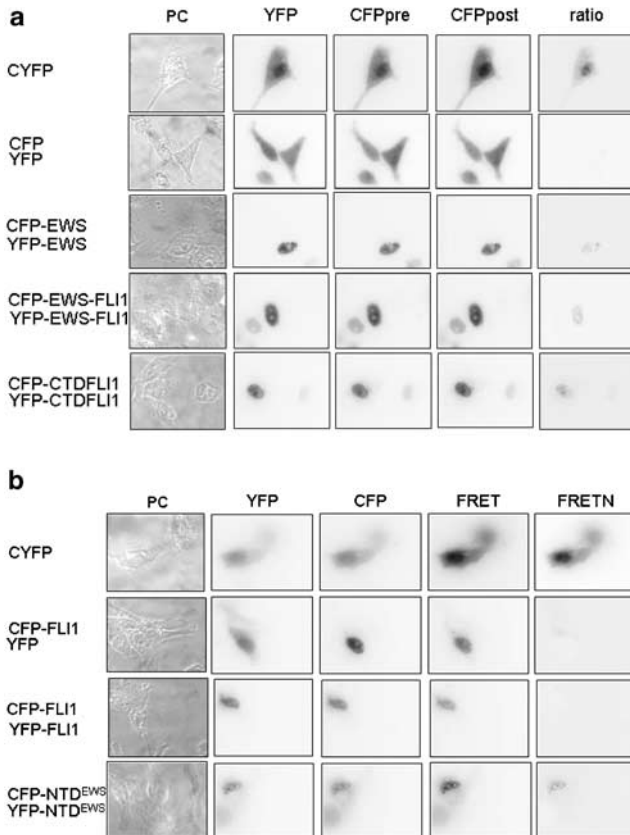 a
PC YFP CFPpre CFPpost ratio
CYFP
CFP
YFP
CFP-EWS
YFP-EWS
CFP-EWS-FLI1
YFP-EWS-FLI1
CFP-CTDFLI1
YFP-CTDFLI1
b
PC YFP CFP FRET FRETN
CYFP
CFP-FLI1
YFP
CFP-FLI1
YFP-FLI1
CFP-NTDEWS
YFP-NTDEWS